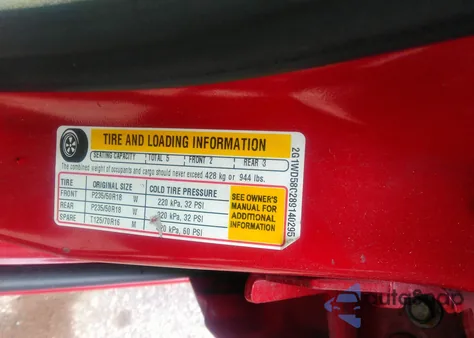 TIRE AND LOADING INFORMATION
SEATING CAPACITY TOTAL 5 FRONT 2 REAR 3
The combined weight of occupants and cargo should never exceed 428 kg or 944 lbs.
TIRE ORIGINAL SIZE COLD TIRE PRESSURE
FRONT P235/50R18 W 220 kPa, 32 PSI
REAR P235/50R18 W 220 kPa, 32 PSI
SPARE T125/70R16 M 420 kPa, 60 PSI
SEE OWNER'S
MANUAL FOR
ADDITIONAL
INFORMATION
2G1WD58C289140295
autoSnap